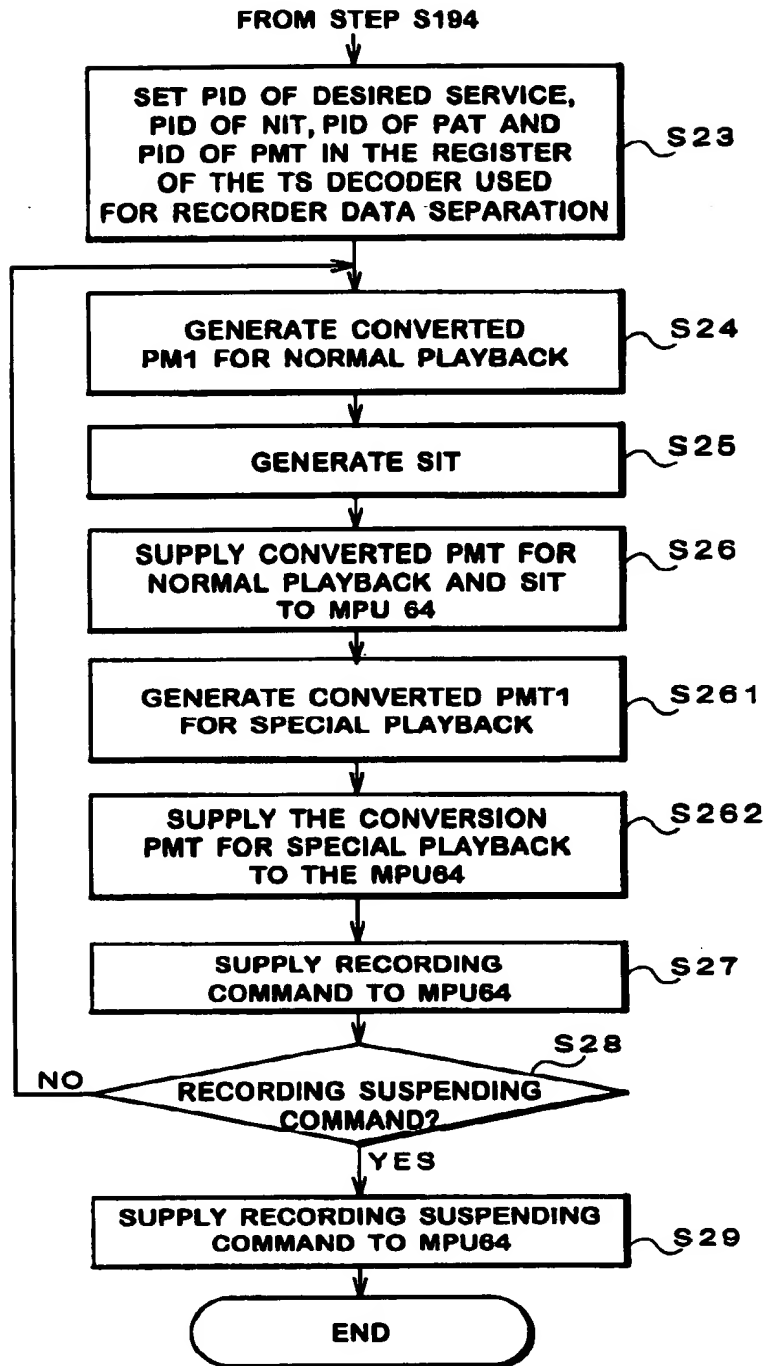 FROM STEP S194
SET PID OF DESIRED SERVICE,
PID OF NIT, PID OF PAT AND
PID OF PMT IN THE REGISTER
OF THE TS DECODER USED
FOR RECORDER DATA SEPARATION
S23
GENERATE CONVERTED
PM1 FOR NORMAL PLAYBACK
S24
GENERATE SIT
S25
SUPPLY CONVERTED PMT FOR
NORMAL PLAYBACK AND SIT
TO MPU 64
S26
GENERATE CONVERTED PMT1
FOR SPECIAL PLAYBACK
S261
SUPPLY THE CONVERSION
PMT FOR SPECIAL PLAYBACK
TO THE MPU64
S262
SUPPLY RECORDING
COMMAND TO MPU64
S27
S28
NO
RECORDING SUSPENDING
COMMAND?
YES
SUPPLY RECORDING SUSPENDING
COMMAND TO MPU64
S29
END